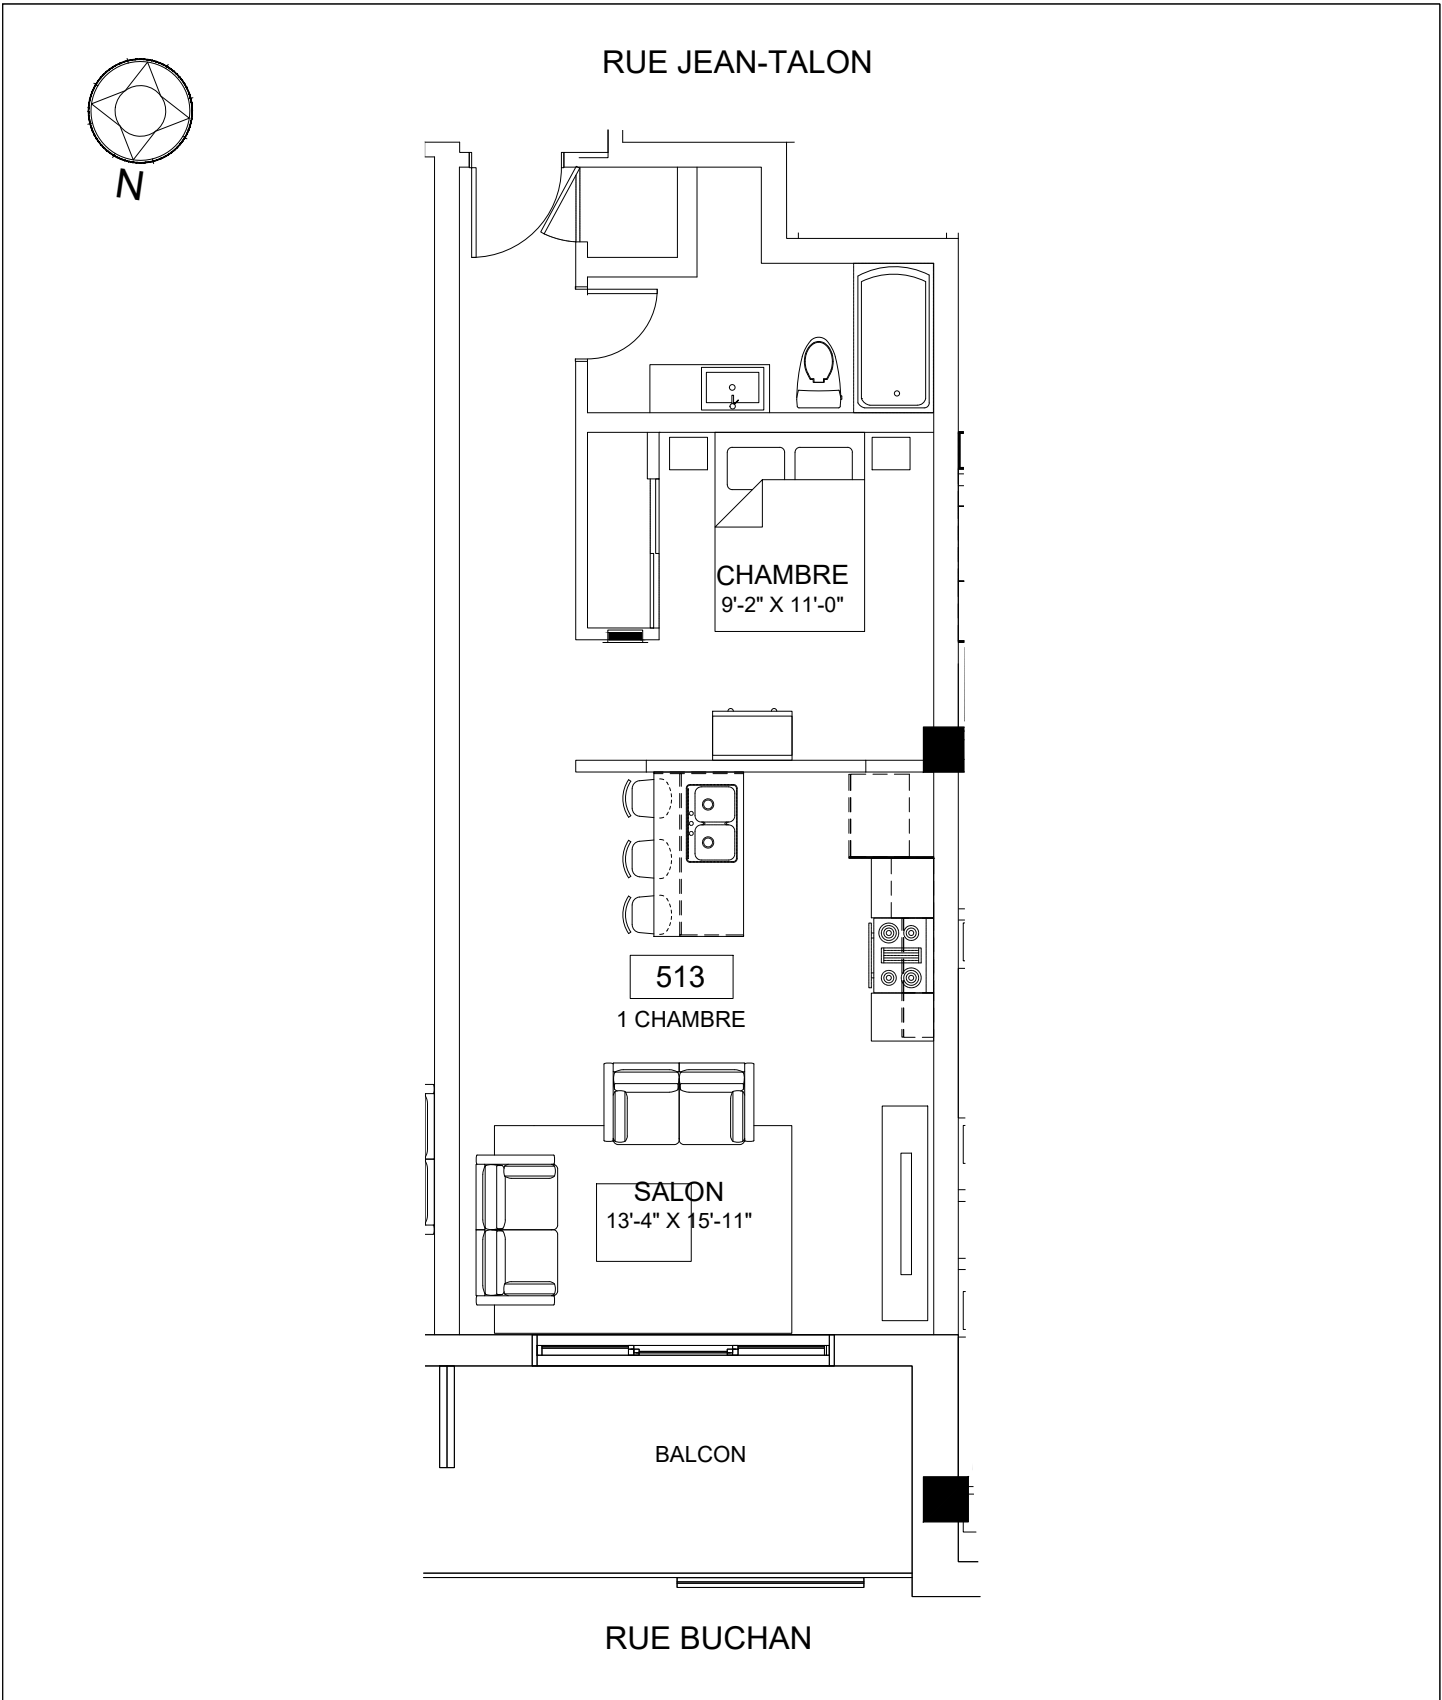 RUE JEAN-TALON
N
CHAMBRE
9'-2" X 11'-0"
513
1 CHAMBRE
SALON
13'-4" X 15'-11"
BALCON
RUE BUCHAN